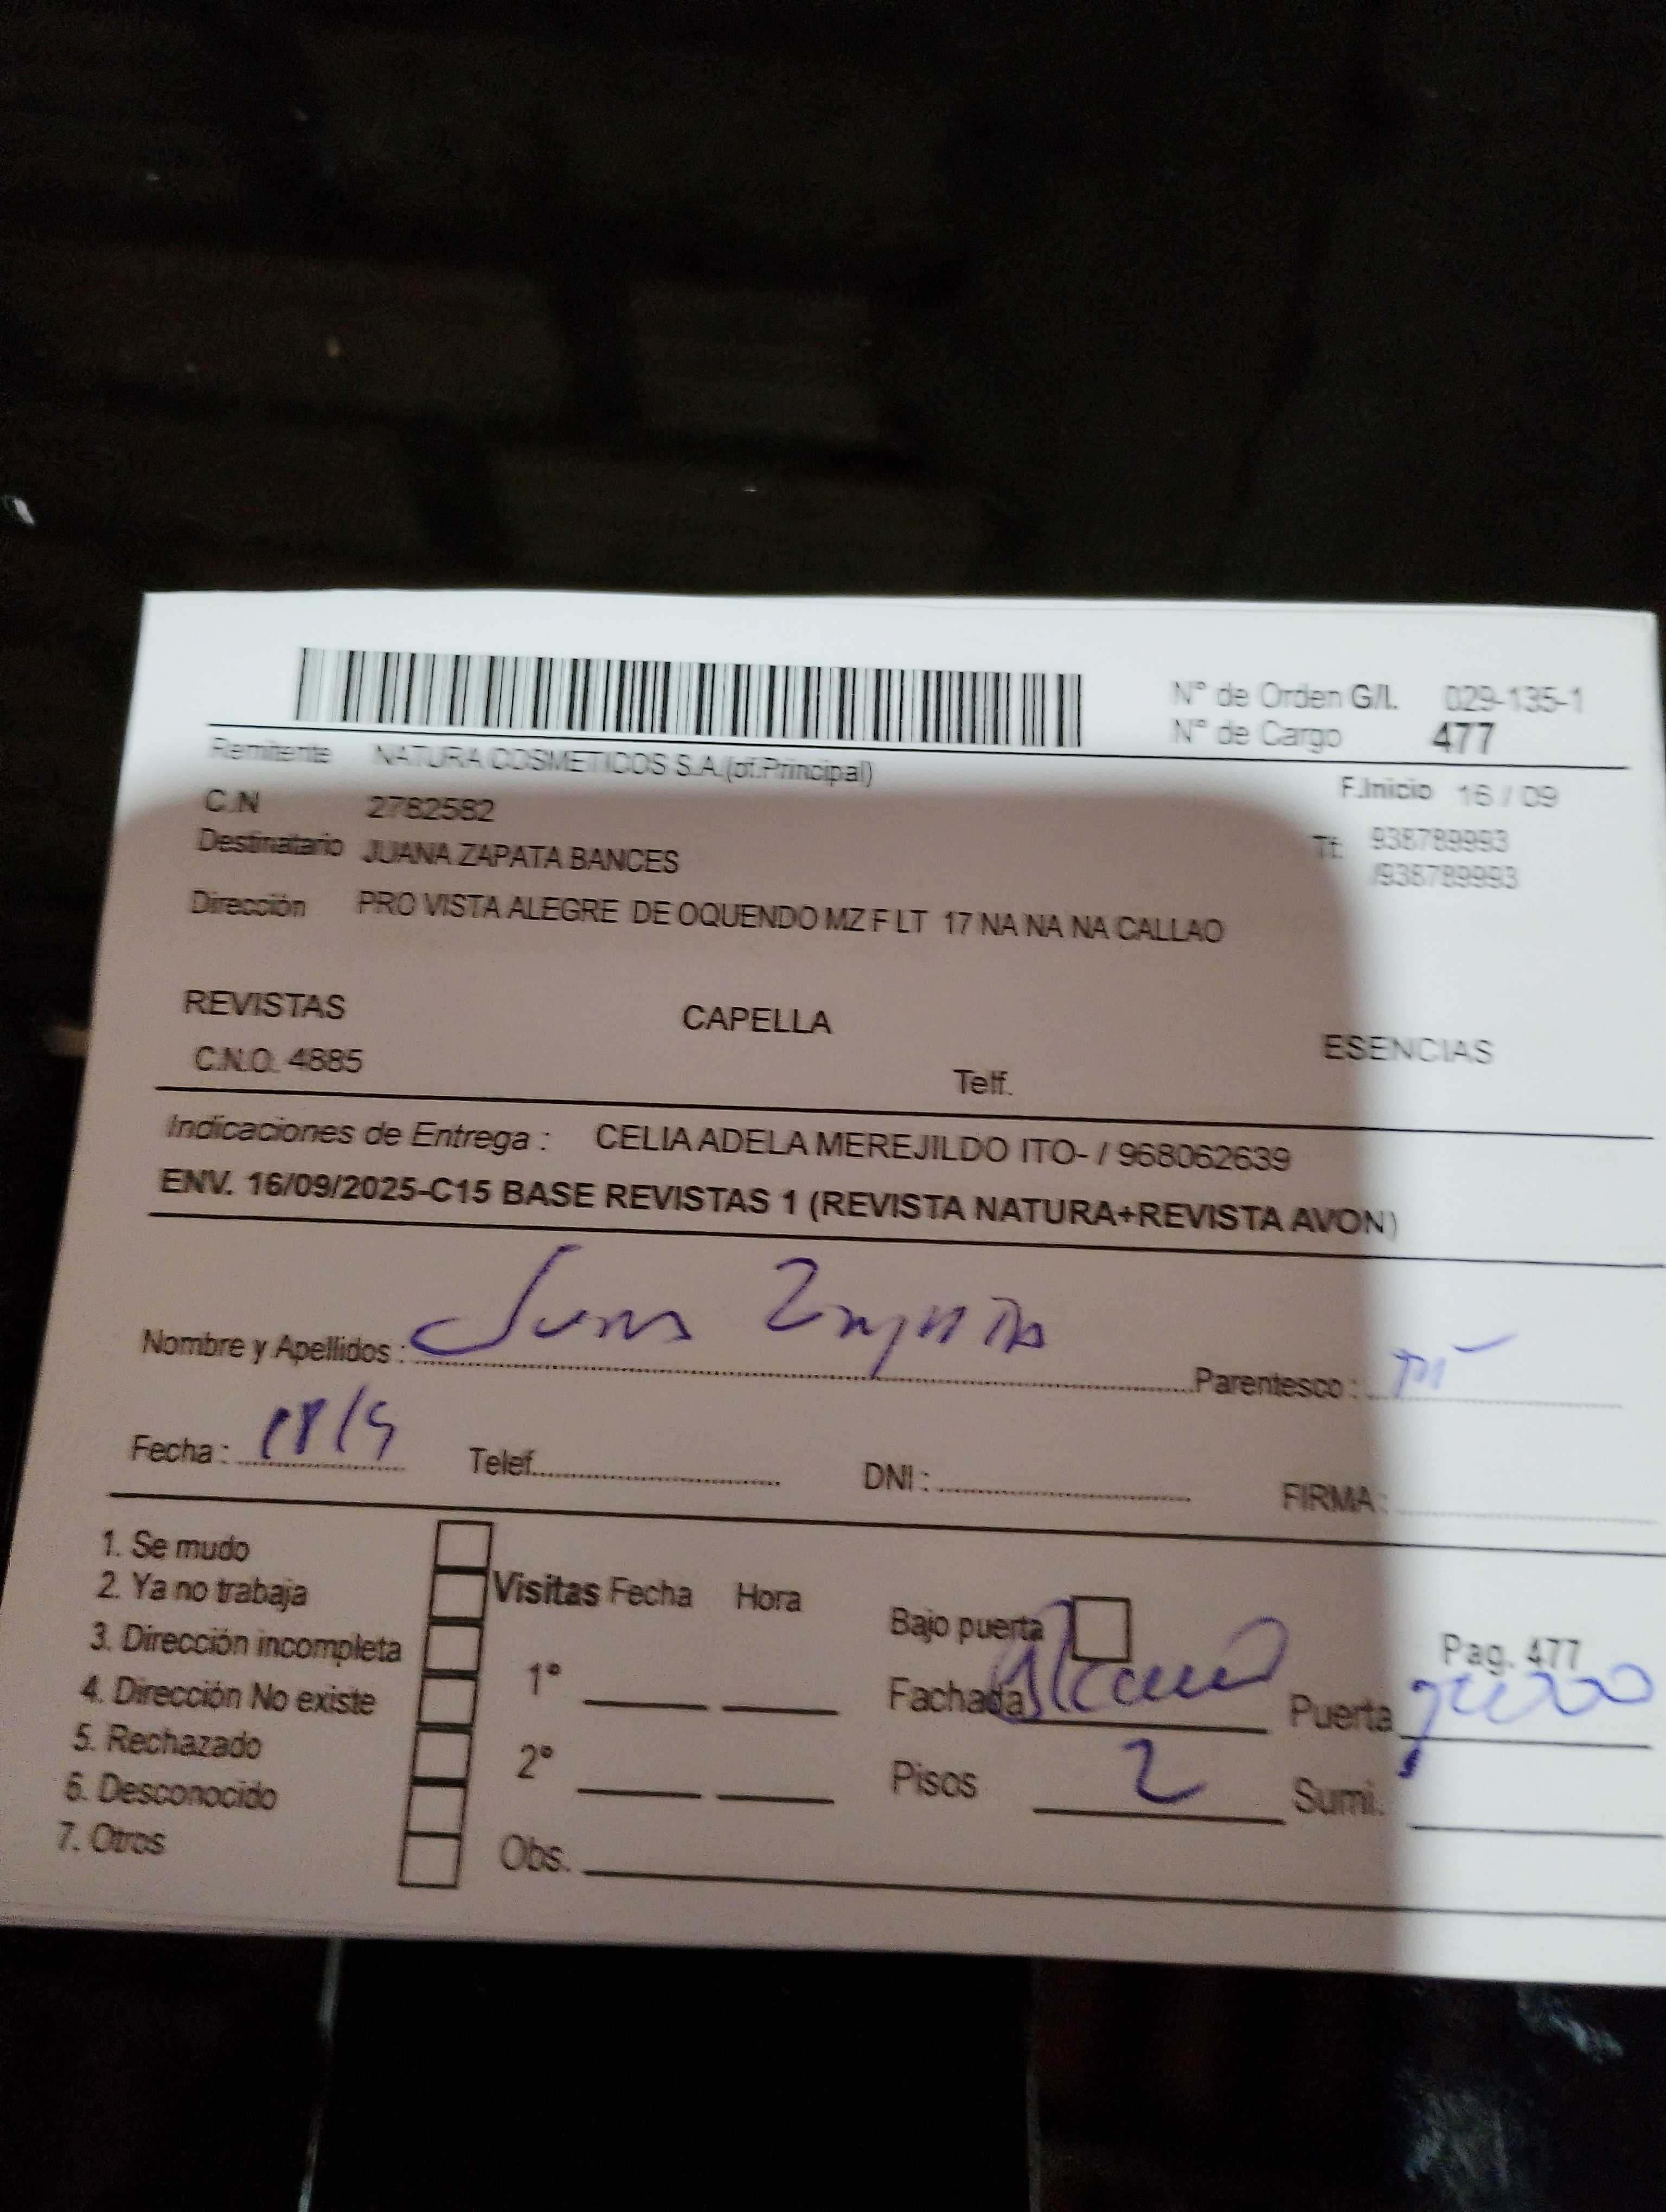 N° de Orden G/I. 029-135-1
N° de Cargo 477
Remitente NATURA COSMETICOS S.A.(of.Principal)
F.Inicio 16 / 09
C.N 2782582
Tf: 938789993
/938789993
Destinatario JUANA ZAPATA BANCES
Dirección PRO VISTA ALEGRE DE OQUENDO MZ F LT 17 NA NA NA CALLAO
REVISTAS CAPELLA ESENCIAS
C.N.O. 4885 Telf.
Indicaciones de Entrega : CELIA ADELA MEREJILDO ITO- / 968062639
ENV. 16/09/2025-C15 BASE REVISTAS 1 (REVISTA NATURA+REVISTA AVON)
Nombre y Apellidos : Juana Zapata Parentesco :
Fecha : 18/9 Telef. DNI : FIRMA :
1. Se mudo
2. Ya no trabaja
3. Dirección incompleta
4. Dirección No existe
5. Rechazado
6. Desconocido
7. Otros
Visitas Fecha Hora
1°
2°
Obs.
Bajo puerta
Pag. 477
Fachada Puerta
Pisos 2 Sumi.